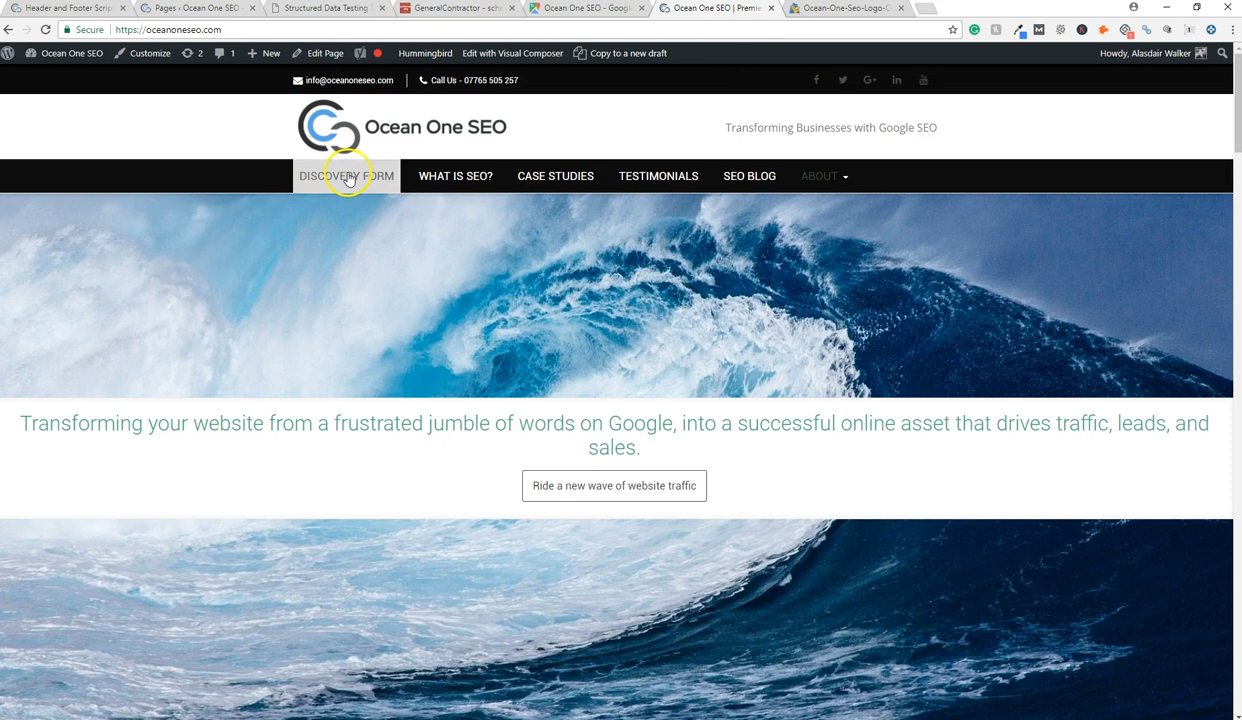 Header and Footer Scrip
Pages ‹ Ocean One SEO
Structured Data Testing T
GeneralContractor - sche
Ocean One SEO - Google
Ocean One SEO | Premie
Ocean-One-Seo-Logo-O
Secure https://oceanoneseo.com
Ocean One SEO Customize 2 1 New Edit Page Hummingbird Edit with Visual Composer Copy to a new draft Howdy, Alasdair Walker
info@oceanoneseo.com Call Us - 07765 505 257
Ocean One SEO
Transforming Businesses with Google SEO
DISCOVERY FORM WHAT IS SEO? CASE STUDIES TESTIMONIALS SEO BLOG ABOUT
Transforming your website from a frustrated jumble of words on Google, into a successful online asset that drives traffic, leads, and
sales.
Ride a new wave of website traffic